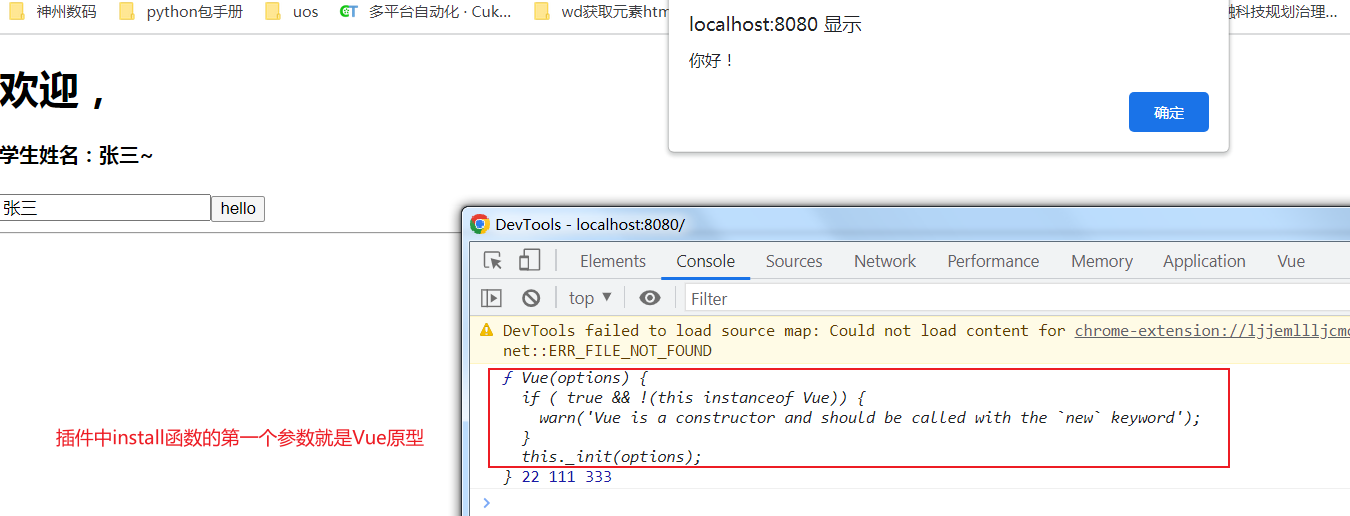 神州数码 python包手册 uos 多平台自动化 · Cuk... wd获取元素htm 融科技规划治理...
localhost:8080 显示
你好！
确定
欢迎，
学生姓名：张三~
张三 hello
DevTools - localhost:8080/
Elements Console Sources Network Performance Memory Application Vue
top ▼ Filter
DevTools failed to load source map: Could not load content for chrome-extension://ljjemllljcmo
net::ERR_FILE_NOT_FOUND
ƒ Vue(options) {
if ( true && !(this instanceof Vue)) {
warn('Vue is a constructor and should be called with the `new` keyword');
}
this._init(options);
} 22 111 333
插件中install函数的第一个参数就是Vue原型